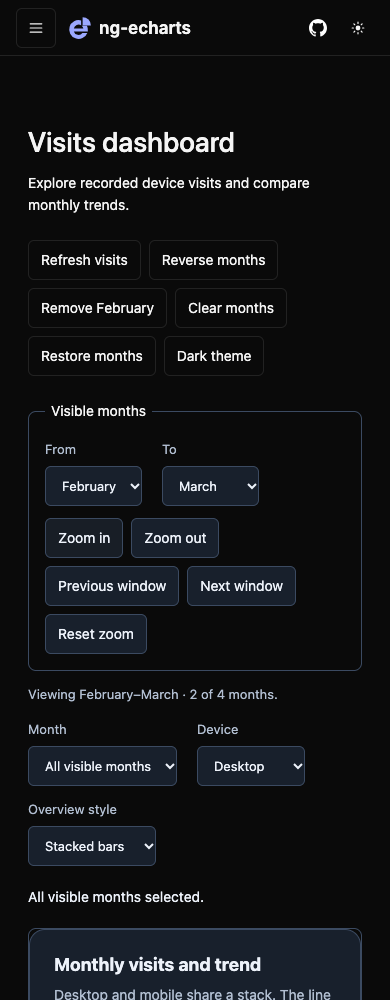 ng-echarts
Visits dashboard
Explore recorded device visits and compare
monthly trends.
Refresh visits
Reverse months
Remove February
Clear months
Restore months
Dark theme
Visible months
From
To
February
March
Zoom in
Zoom out
Previous window
Next window
Reset zoom
Viewing February–March · 2 of 4 months.
Month
Device
All visible months
Desktop
Overview style
Stacked bars
All visible months selected.
Monthly visits and trend
Desktop and mobile share a stack. The line